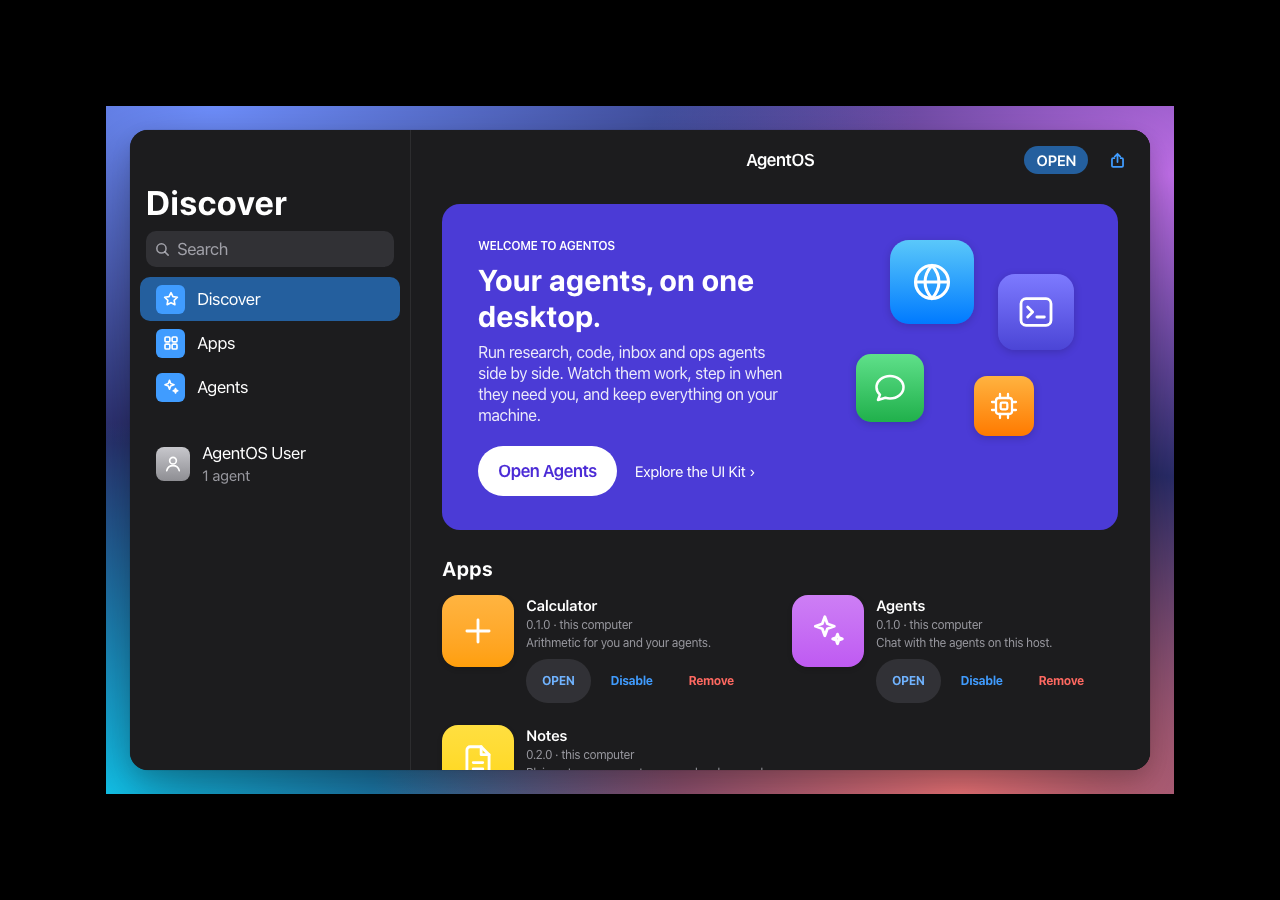 AgentOS
OPEN
Discover
Search
Discover
Apps
Agents
AgentOS User
1 agent
WELCOME TO AGENTOS
Your agents, on one
desktop.
Run research, code, inbox and ops agents
side by side. Watch them work, step in when
they need you, and keep everything on your
machine.
Open Agents
Explore the UI Kit ›
Apps
Calculator
0.1.0 · this computer
Arithmetic for you and your agents.
OPEN
Disable
Remove
Agents
0.1.0 · this computer
Chat with the agents on this host.
OPEN
Disable
Remove
Notes
0.2.0 · this computer